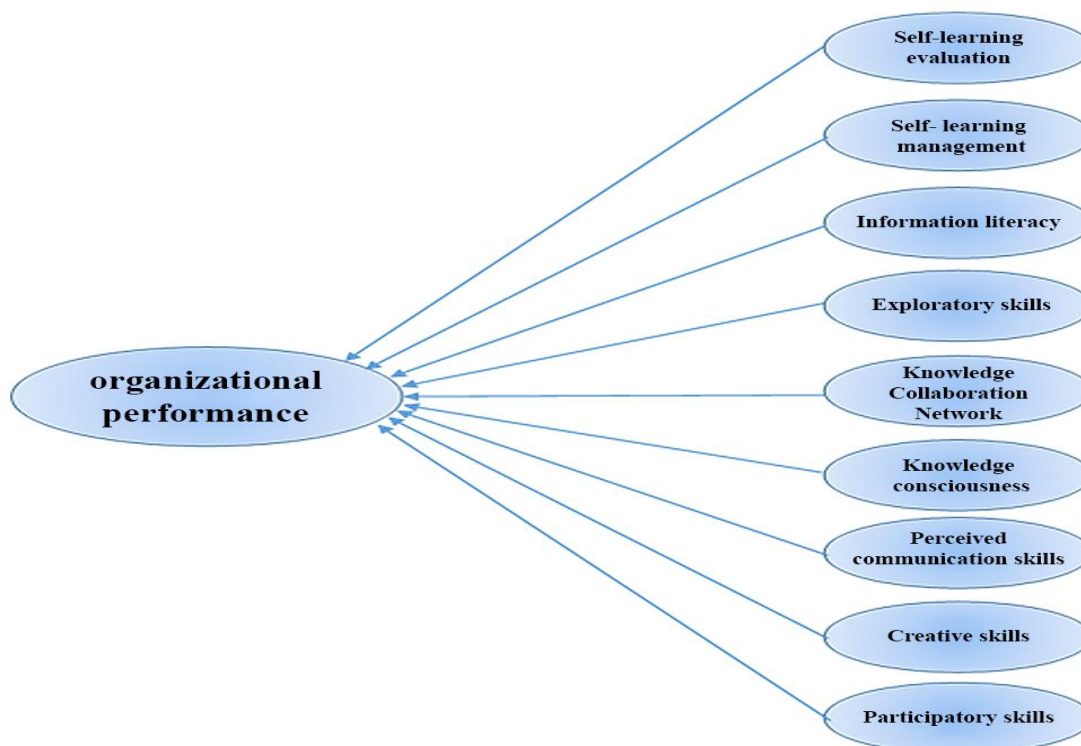 Self-learning
evaluation
Self- learning
management
Information literacy
Exploratory skills
organizational
performance
Knowledge
Collaboration
Network
Knowledge
consciousness
Perceived
communication skills
Creative skills
Participatory skills